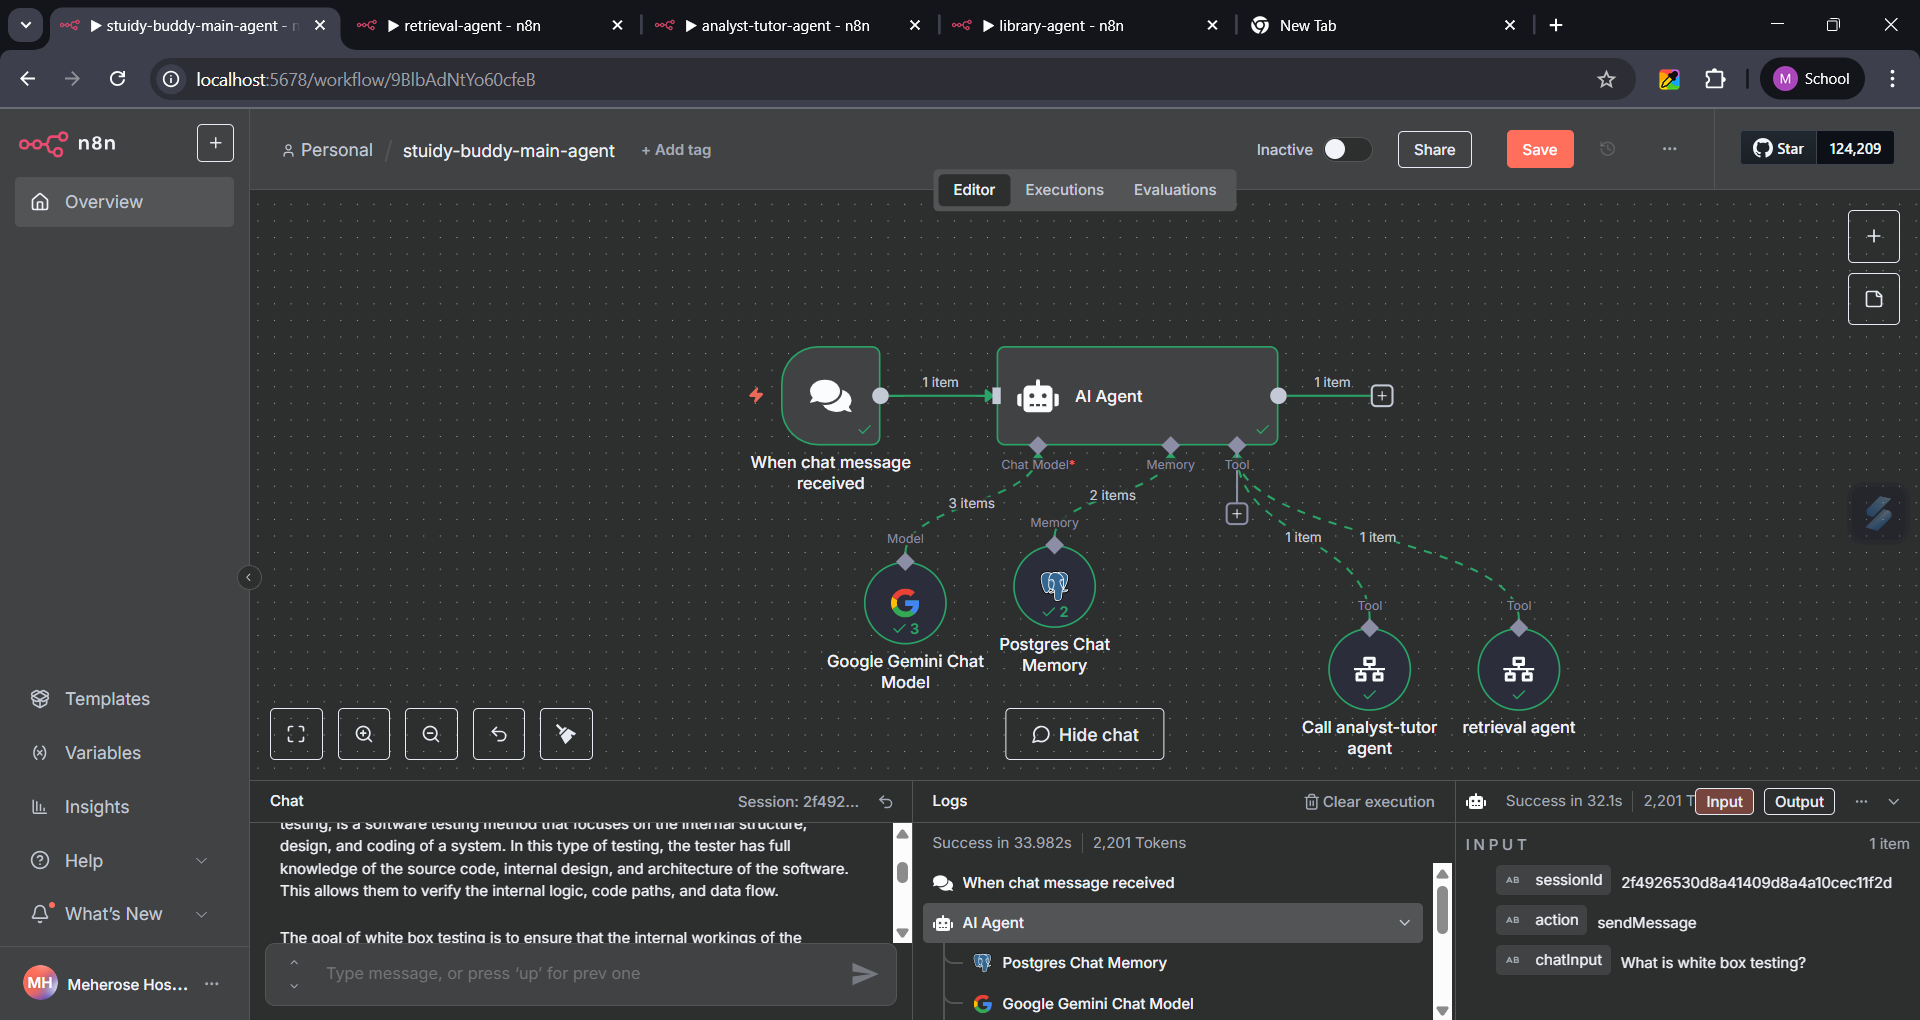 stuidy-buddy-main-agent - n
retrieval-agent - n8n
analyst-tutor-agent - n8n
library-agent - n8n
New Tab
localhost:5678/workflow/9BlbAdNtYo60cfeB
M School
n8n
Personal / stuidy-buddy-main-agent + Add tag
Inactive
Share
Save
Star 124,209
Editor Executions Evaluations
Overview
Templates
Variables
Insights
Help
What's New
MH Meherose Hos... ...
When chat message
received
1 item
AI Agent
1 item
Chat Model*
Memory
Tool
3 items
2 items
1 item
1 item
Model
Memory
Tool
Tool
3
Google Gemini Chat
Model
2
Postgres Chat
Memory
Call analyst-tutor
agent
retrieval agent
Hide chat
Chat
Session: 2f492...
testing, is a software testing method that focuses on the internal structure,
design, and coding of a system. In this type of testing, the tester has full
knowledge of the source code, internal design, and architecture of the software.
This allows them to verify the internal logic, code paths, and data flow.
The goal of white box testing is to ensure that the internal workings of the
Type message, or press 'up' for prev one
Logs
Clear execution
Success in 33.982s 2,201 Tokens
When chat message received
AI Agent
Postgres Chat Memory
Google Gemini Chat Model
Success in 32.1s 2,201 T
Input
Output
INPUT
1 item
AB sessionId 2f4926530d8a41409d8a4a10cec11f2d
AB action sendMessage
AB chatInput What is white box testing?